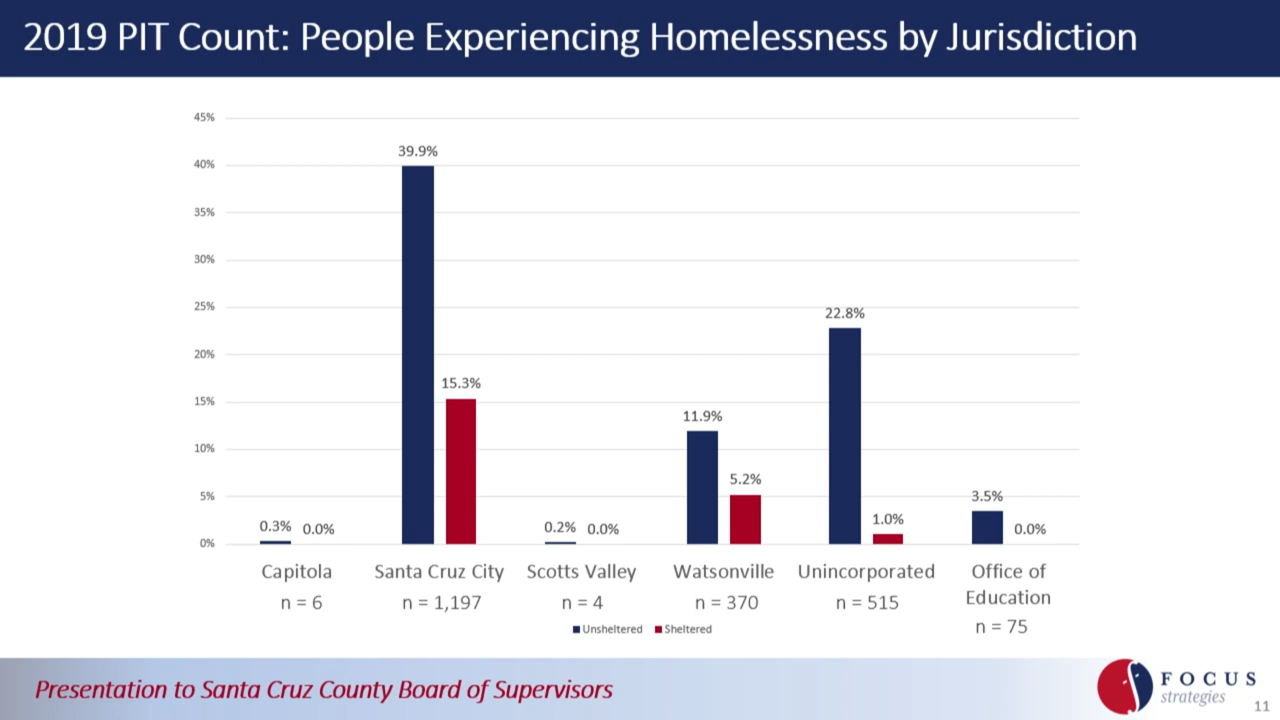 2019 PIT Count: People Experiencing Homelessness by Jurisdiction
45%
40%
35%
30%
25%
20%
15%
10%
5%
0%
0.3% 0.0%
39.9%
15.3%
0.2% 0.0%
11.9%
5.2%
22.8%
1.0%
3.5%
0.0%
Capitola
n = 6
Santa Cruz City
n = 1,197
Scotts Valley
n = 4
Watsonville
n = 370
Unincorporated
n = 515
Office of
Education
n = 75
Unsheltered Sheltered
Presentation to Santa Cruz County Board of Supervisors
FOCUS
strategies
11